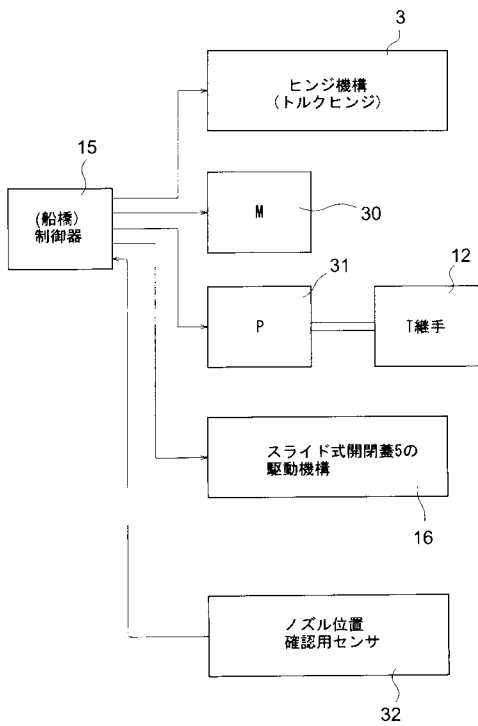 3
ヒンジ機構
(トルクヒンジ)
15
(船橋)
制御器
M
30
31
12
P
T継手
スライド式開閉蓋5の
駆動機構
16
ノズル位置
確認用センサ
32